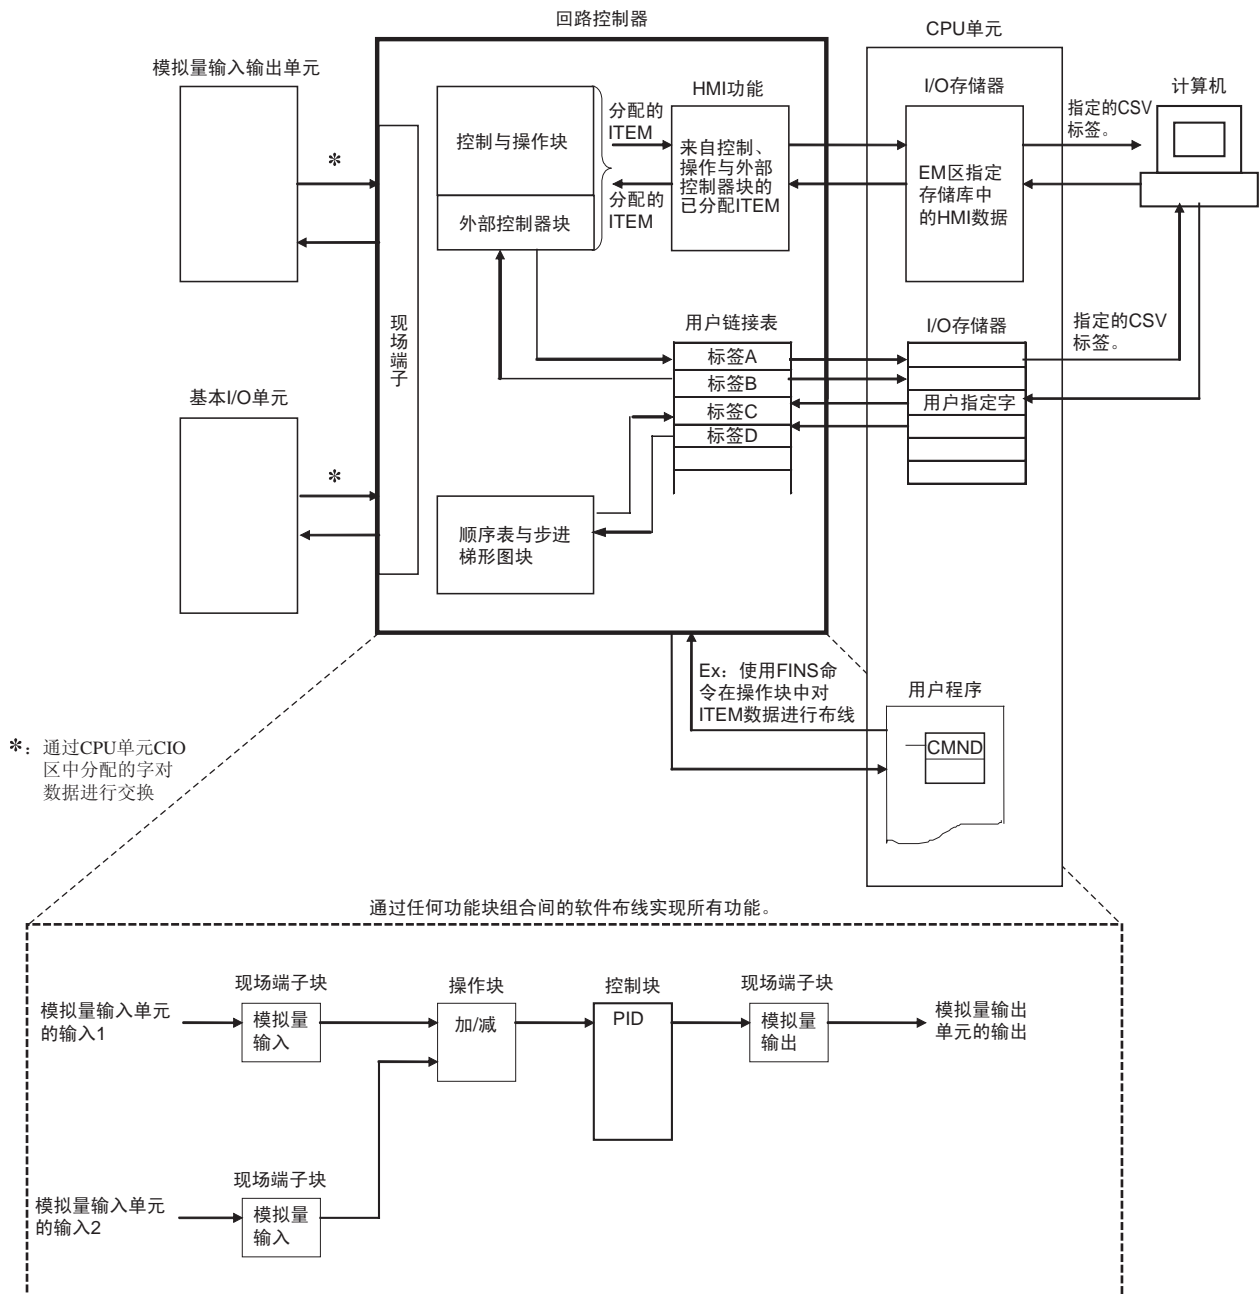 回路控制器
CPU单元
模拟量输入输出单元
HMI功能
I/O存储器
计算机
指定的CSV
标签。
控制与操作块
分配的
ITEM
来自控制、
操作与外部
控制器块的
已分配ITEM
EM区指定
存储库中
的HMI数据
分配的
ITEM
外部控制器块
现场端子
用户链接表
I/O存储器
指定的CSV
标签。
标签A
标签B
标签C
标签D
用户指定字
基本I/O单元
顺序表与步进
梯形图块
Ex：使用FINS命
令在操作块中对
ITEM数据进行布线
用户程序
CMND
*：通过CPU单元CIO
区中分配的字对
数据进行交换
*
*
通过任何功能块组合间的软件布线实现所有功能。
模拟量输入单元
的输入1
现场端子块
模拟量
输入
操作块
加/减
控制块
PID
现场端子块
模拟量
输出
模拟量输出
单元的输出
模拟量输入单元
的输入2
现场端子块
模拟量
输入